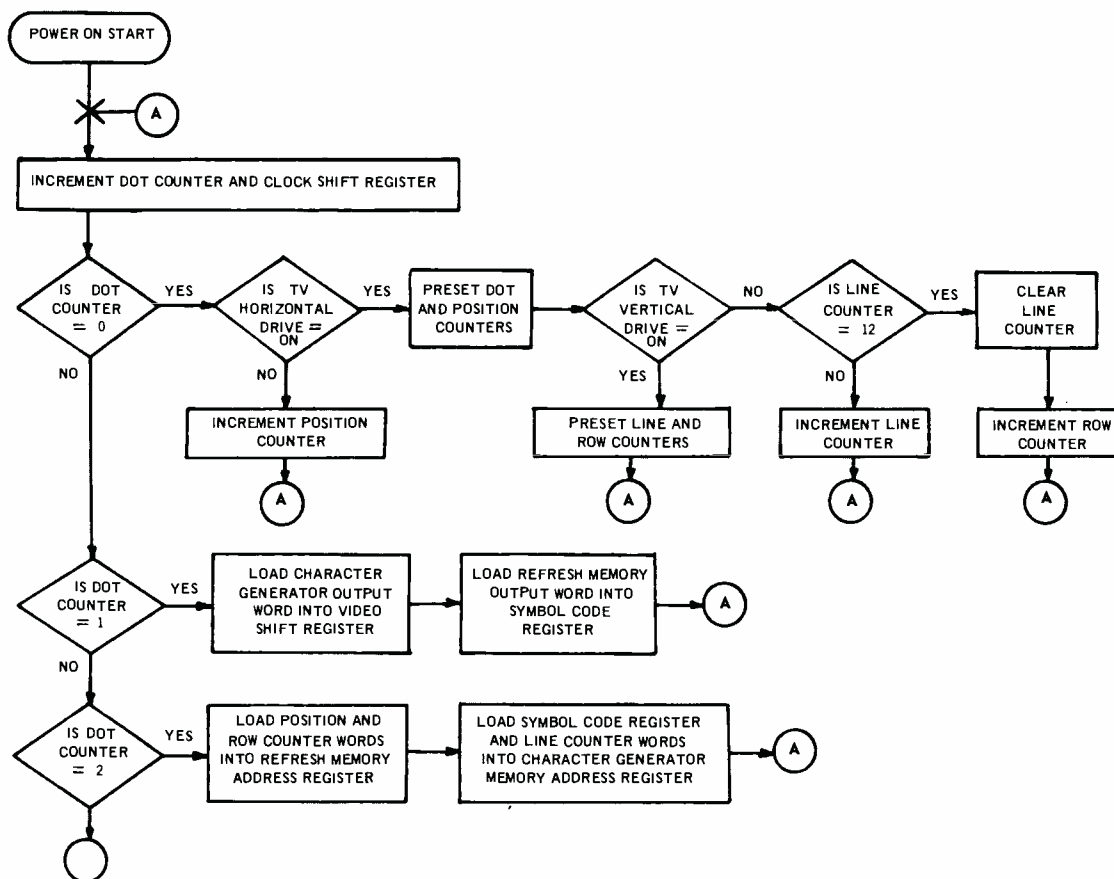 POWER ON START
A
INCREMENT DOT COUNTER AND CLOCK SHIFT REGISTER
IS DOT
COUNTER
= 0
YES
NO
IS TV
HORIZONTAL
DRIVE =
ON
YES
NO
PRESET DOT
AND POSITION
COUNTERS
IS TV
VERTICAL
DRIVE =
ON
NO
YES
IS LINE
COUNTER
= 12
YES
NO
CLEAR
LINE
COUNTER
INCREMENT POSITION
COUNTER
PRESET LINE AND
ROW COUNTERS
INCREMENT LINE
COUNTER
INCREMENT ROW
COUNTER
A
A
A
A
IS DOT
COUNTER
= 1
YES
NO
LOAD CHARACTER
GENERATOR OUTPUT
WORD INTO VIDEO
SHIFT REGISTER
LOAD REFRESH MEMORY
OUTPUT WORD INTO
SYMBOL CODE
REGISTER
A
IS DOT
COUNTER
= 2
YES
LOAD POSITION AND
ROW COUNTER WORDS
INTO REFRESH MEMORY
ADDRESS REGISTER
LOAD SYMBOL CODE REGISTER
AND LINE COUNTER WORDS
INTO CHARACTER GENERATOR
MEMORY ADDRESS REGISTER
A